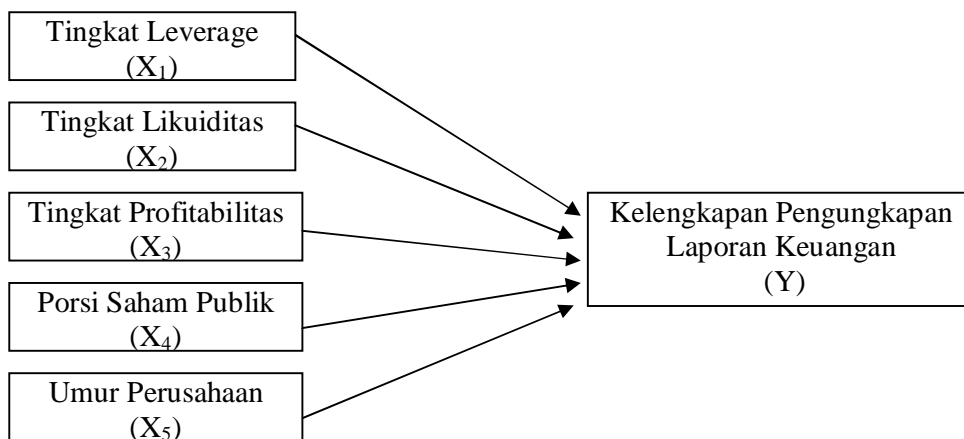 Tingkat Leverage
(X₁)
Tingkat Likuiditas
(X₂)
Tingkat Profitabilitas
(X₃)
Porsi Saham Publik
(X₄)
Umur Perusahaan
(X₅)
Kelengkapan Pengungkapan
Laporan Keuangan
(Y)